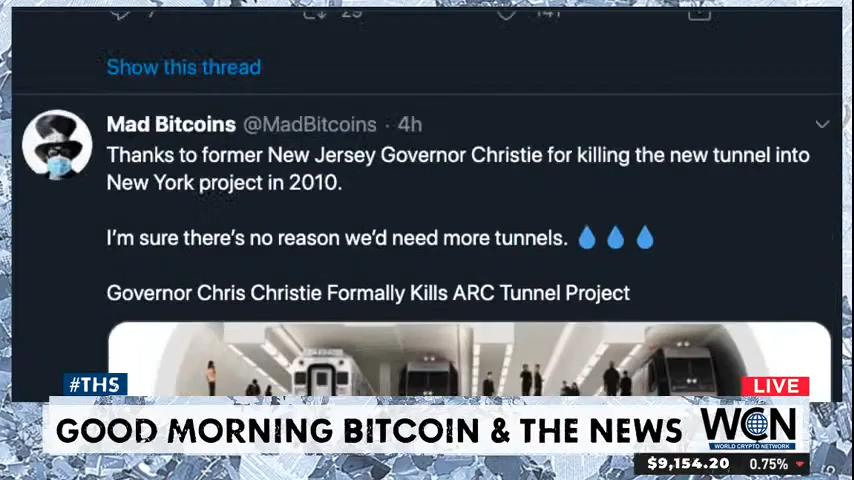 7 29 141
Show this thread
Mad Bitcoins @MadBitcoins · 4h
Thanks to former New Jersey Governor Christie for killing the new tunnel into
New York project in 2010.
I'm sure there's no reason we'd need more tunnels. 💧💧💧
Governor Chris Christie Formally Kills ARC Tunnel Project
#THS
LIVE
GOOD MORNING BITCOIN & THE NEWS
WCN
WORLD CRYPTO NETWORK
$9,154.20 0.75%